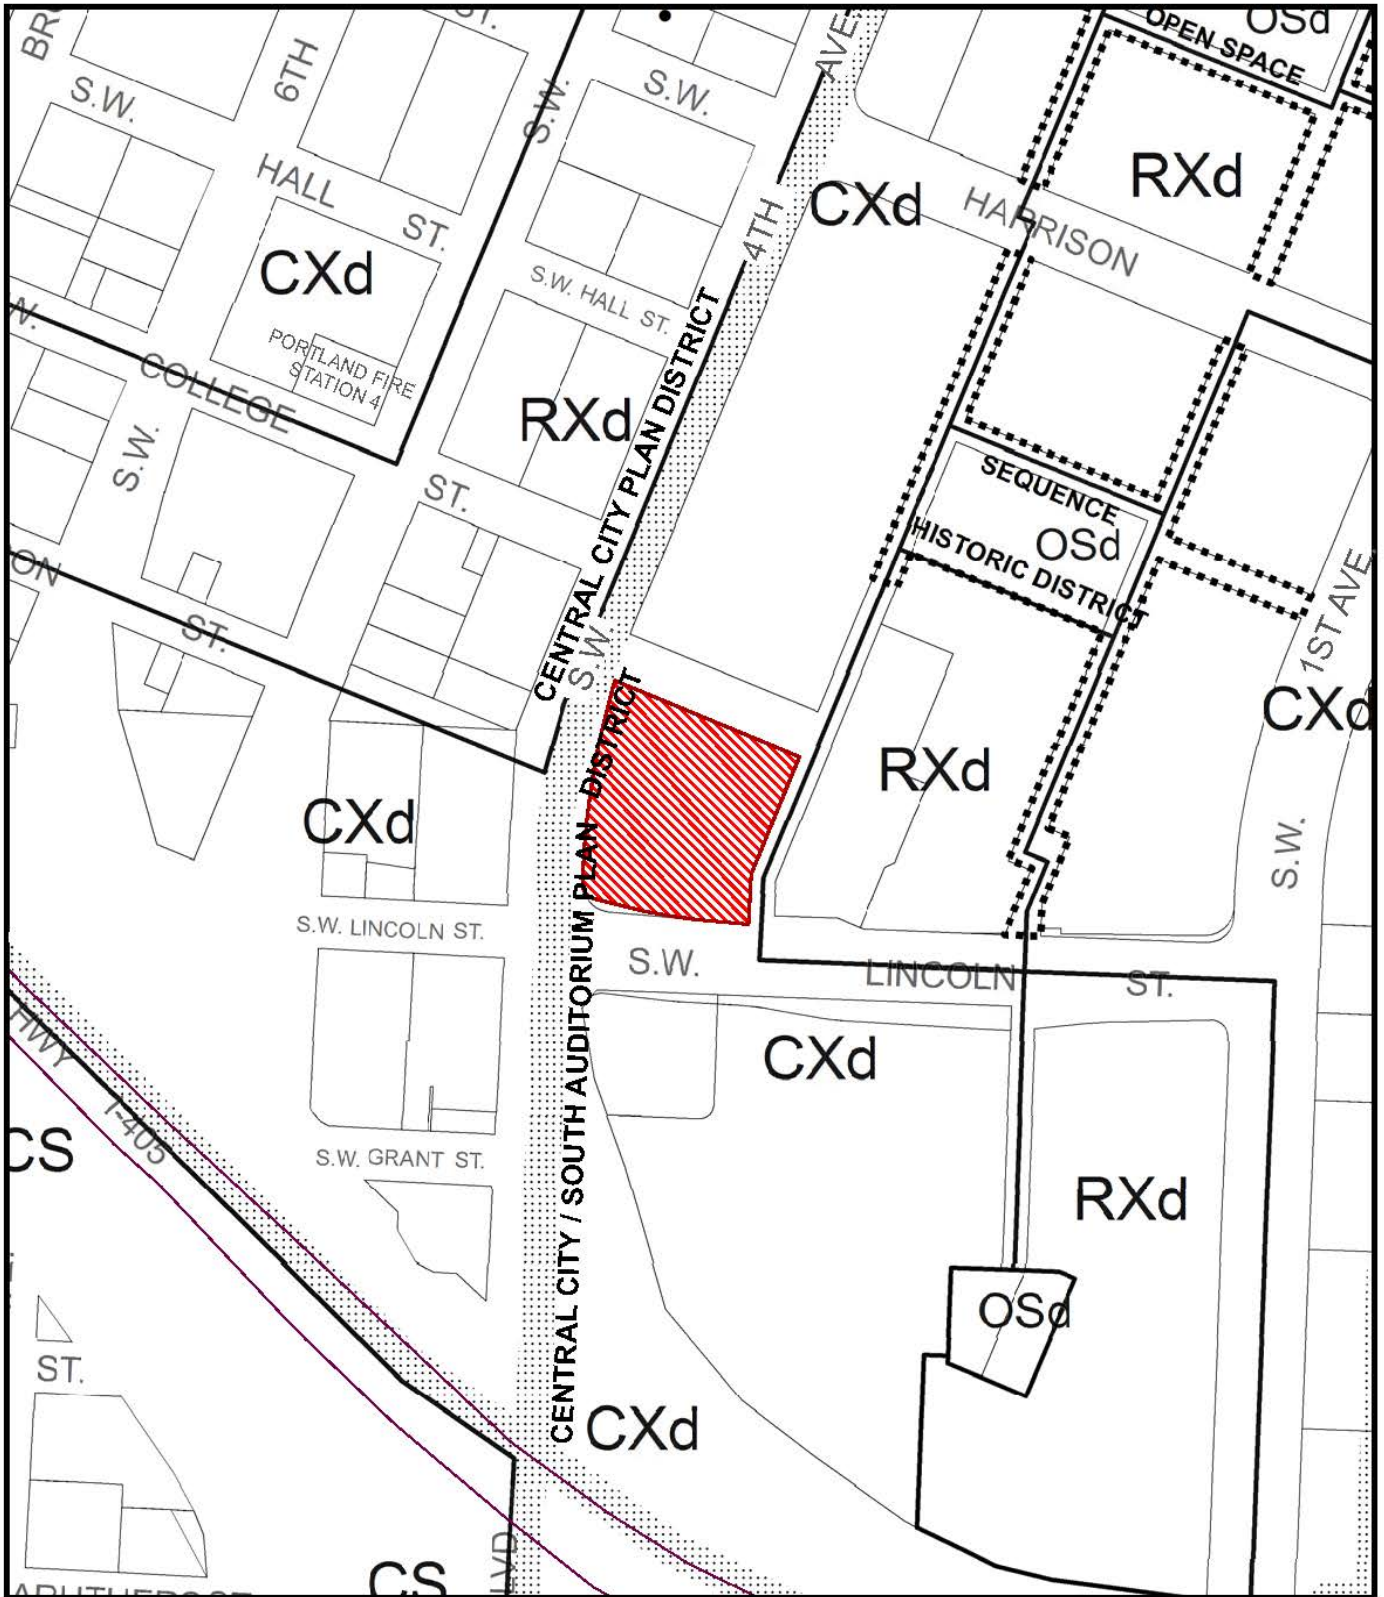 ST.
AVE
OSd
OPEN SPACE
6TH
S.W.
S.W.
S.W.
RXd
HALL
ST.
4TH
CXd
HARRISON
CXd
S.W. HALL ST.
PORTLAND FIRE
STATION 4
COLLEGE
ST.
RXd
CENTRAL CITY PLAN DISTRICT
S.W.
SEQUENCE
OSd
HISTORIC DISTRICT
ST.
S.W.
1ST AVE.
CXd
RXd
CXd
S.W.
S.W. LINCOLN ST.
S.W.
LINCOLN
ST.
CENTRAL CITY / SOUTH AUDITORIUM PLAN DISTRICT
CXd
HWY
I-405
CS
S.W. GRANT ST.
RXd
OSd
ST.
CXd
CS